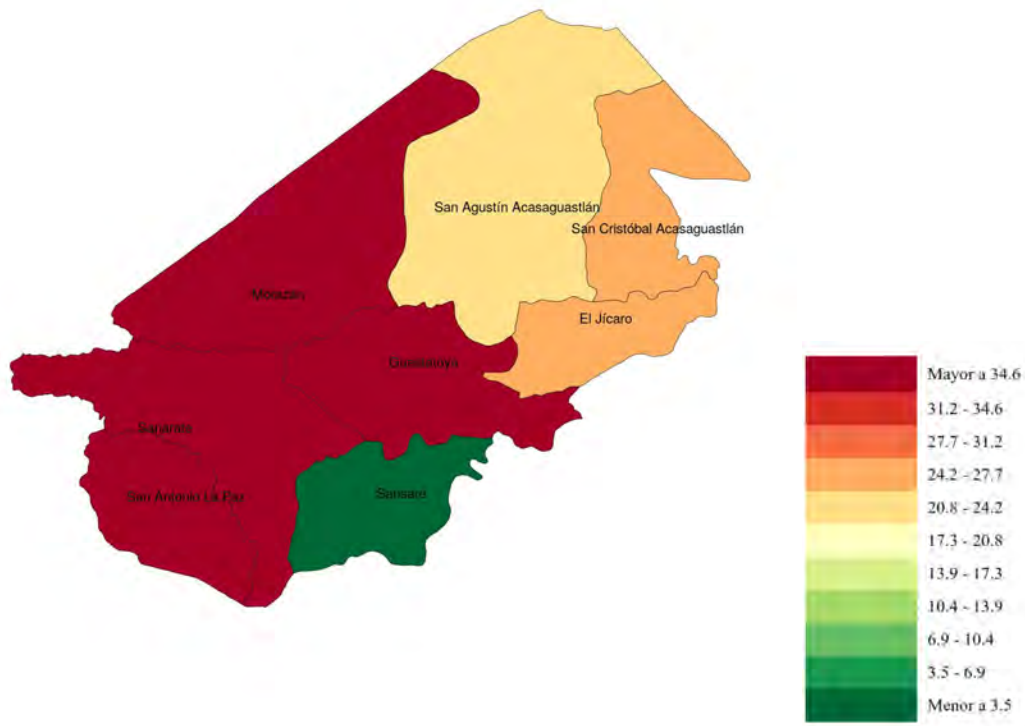 San Agustín Acasaguastlán
San Cristóbal Acasaguastlán
Morazán
El Jícaro
Guastatoya
Sanarate
San Antonio La Paz
Sansare
Mayor a 34.6
31.2 - 34.6
27.7 - 31.2
24.2 - 27.7
20.8 - 24.2
17.3 - 20.8
13.9 - 17.3
10.4 - 13.9
6.9 - 10.4
3.5 - 6.9
Menor a 3.5